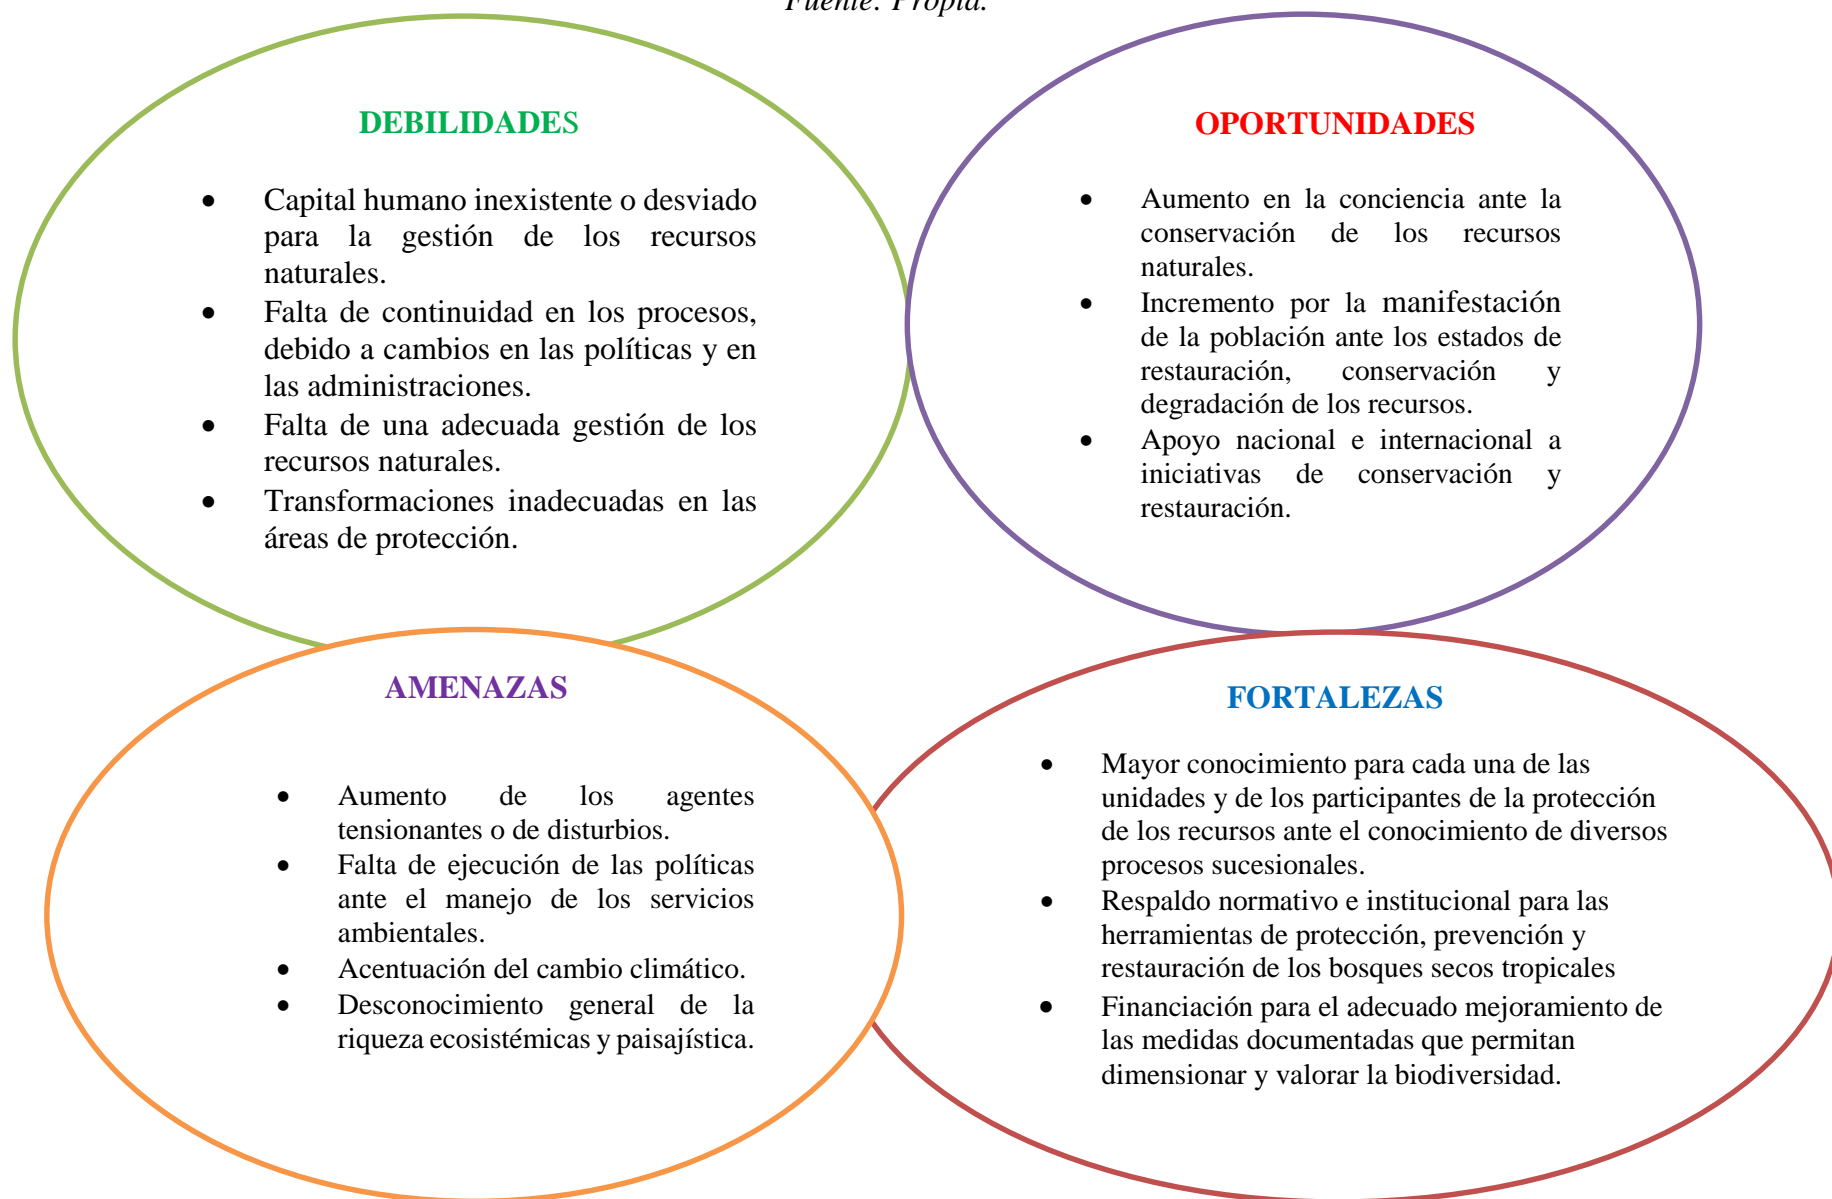 Fuente: Propia.
DEBILIDADES
• Capital humano inexistente o desviado
para la gestión de los recursos
naturales.
• Falta de continuidad en los procesos,
debido a cambios en las políticas y en
las administraciones.
• Falta de una adecuada gestión de los
recursos naturales.
• Transformaciones inadecuadas en las
áreas de protección.
OPORTUNIDADES
• Aumento en la conciencia ante la
conservación de los recursos
naturales.
• Incremento por la manifestación
de la población ante los estados de
restauración, conservación y
degradación de los recursos.
• Apoyo nacional e internacional a
iniciativas de conservación y
restauración.
AMENAZAS
• Aumento de los agentes
tensionantes o de disturbios.
• Falta de ejecución de las políticas
ante el manejo de los servicios
ambientales.
• Acentuación del cambio climático.
• Desconocimiento general de la
riqueza ecosistémicas y paisajística.
FORTALEZAS
• Mayor conocimiento para cada una de las
unidades y de los participantes de la protección
de los recursos ante el conocimiento de diversos
procesos sucesionales.
• Respaldo normativo e institucional para las
herramientas de protección, prevención y
restauración de los bosques secos tropicales
• Financiación para el adecuado mejoramiento de
las medidas documentadas que permitan
dimensionar y valorar la biodiversidad.